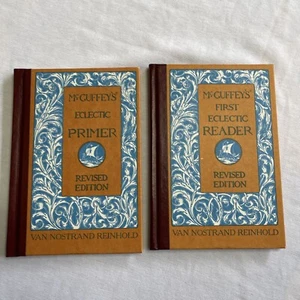 McGUFFEY'S
ECLECTIC
PRIMER
REVISED
EDITION
VAN NOSTRAND REINHOLD
McGUFFEY'S
FIRST
ECLECTIC
READER
REVISED
EDITION
VAN NOSTRAND REINHOLD